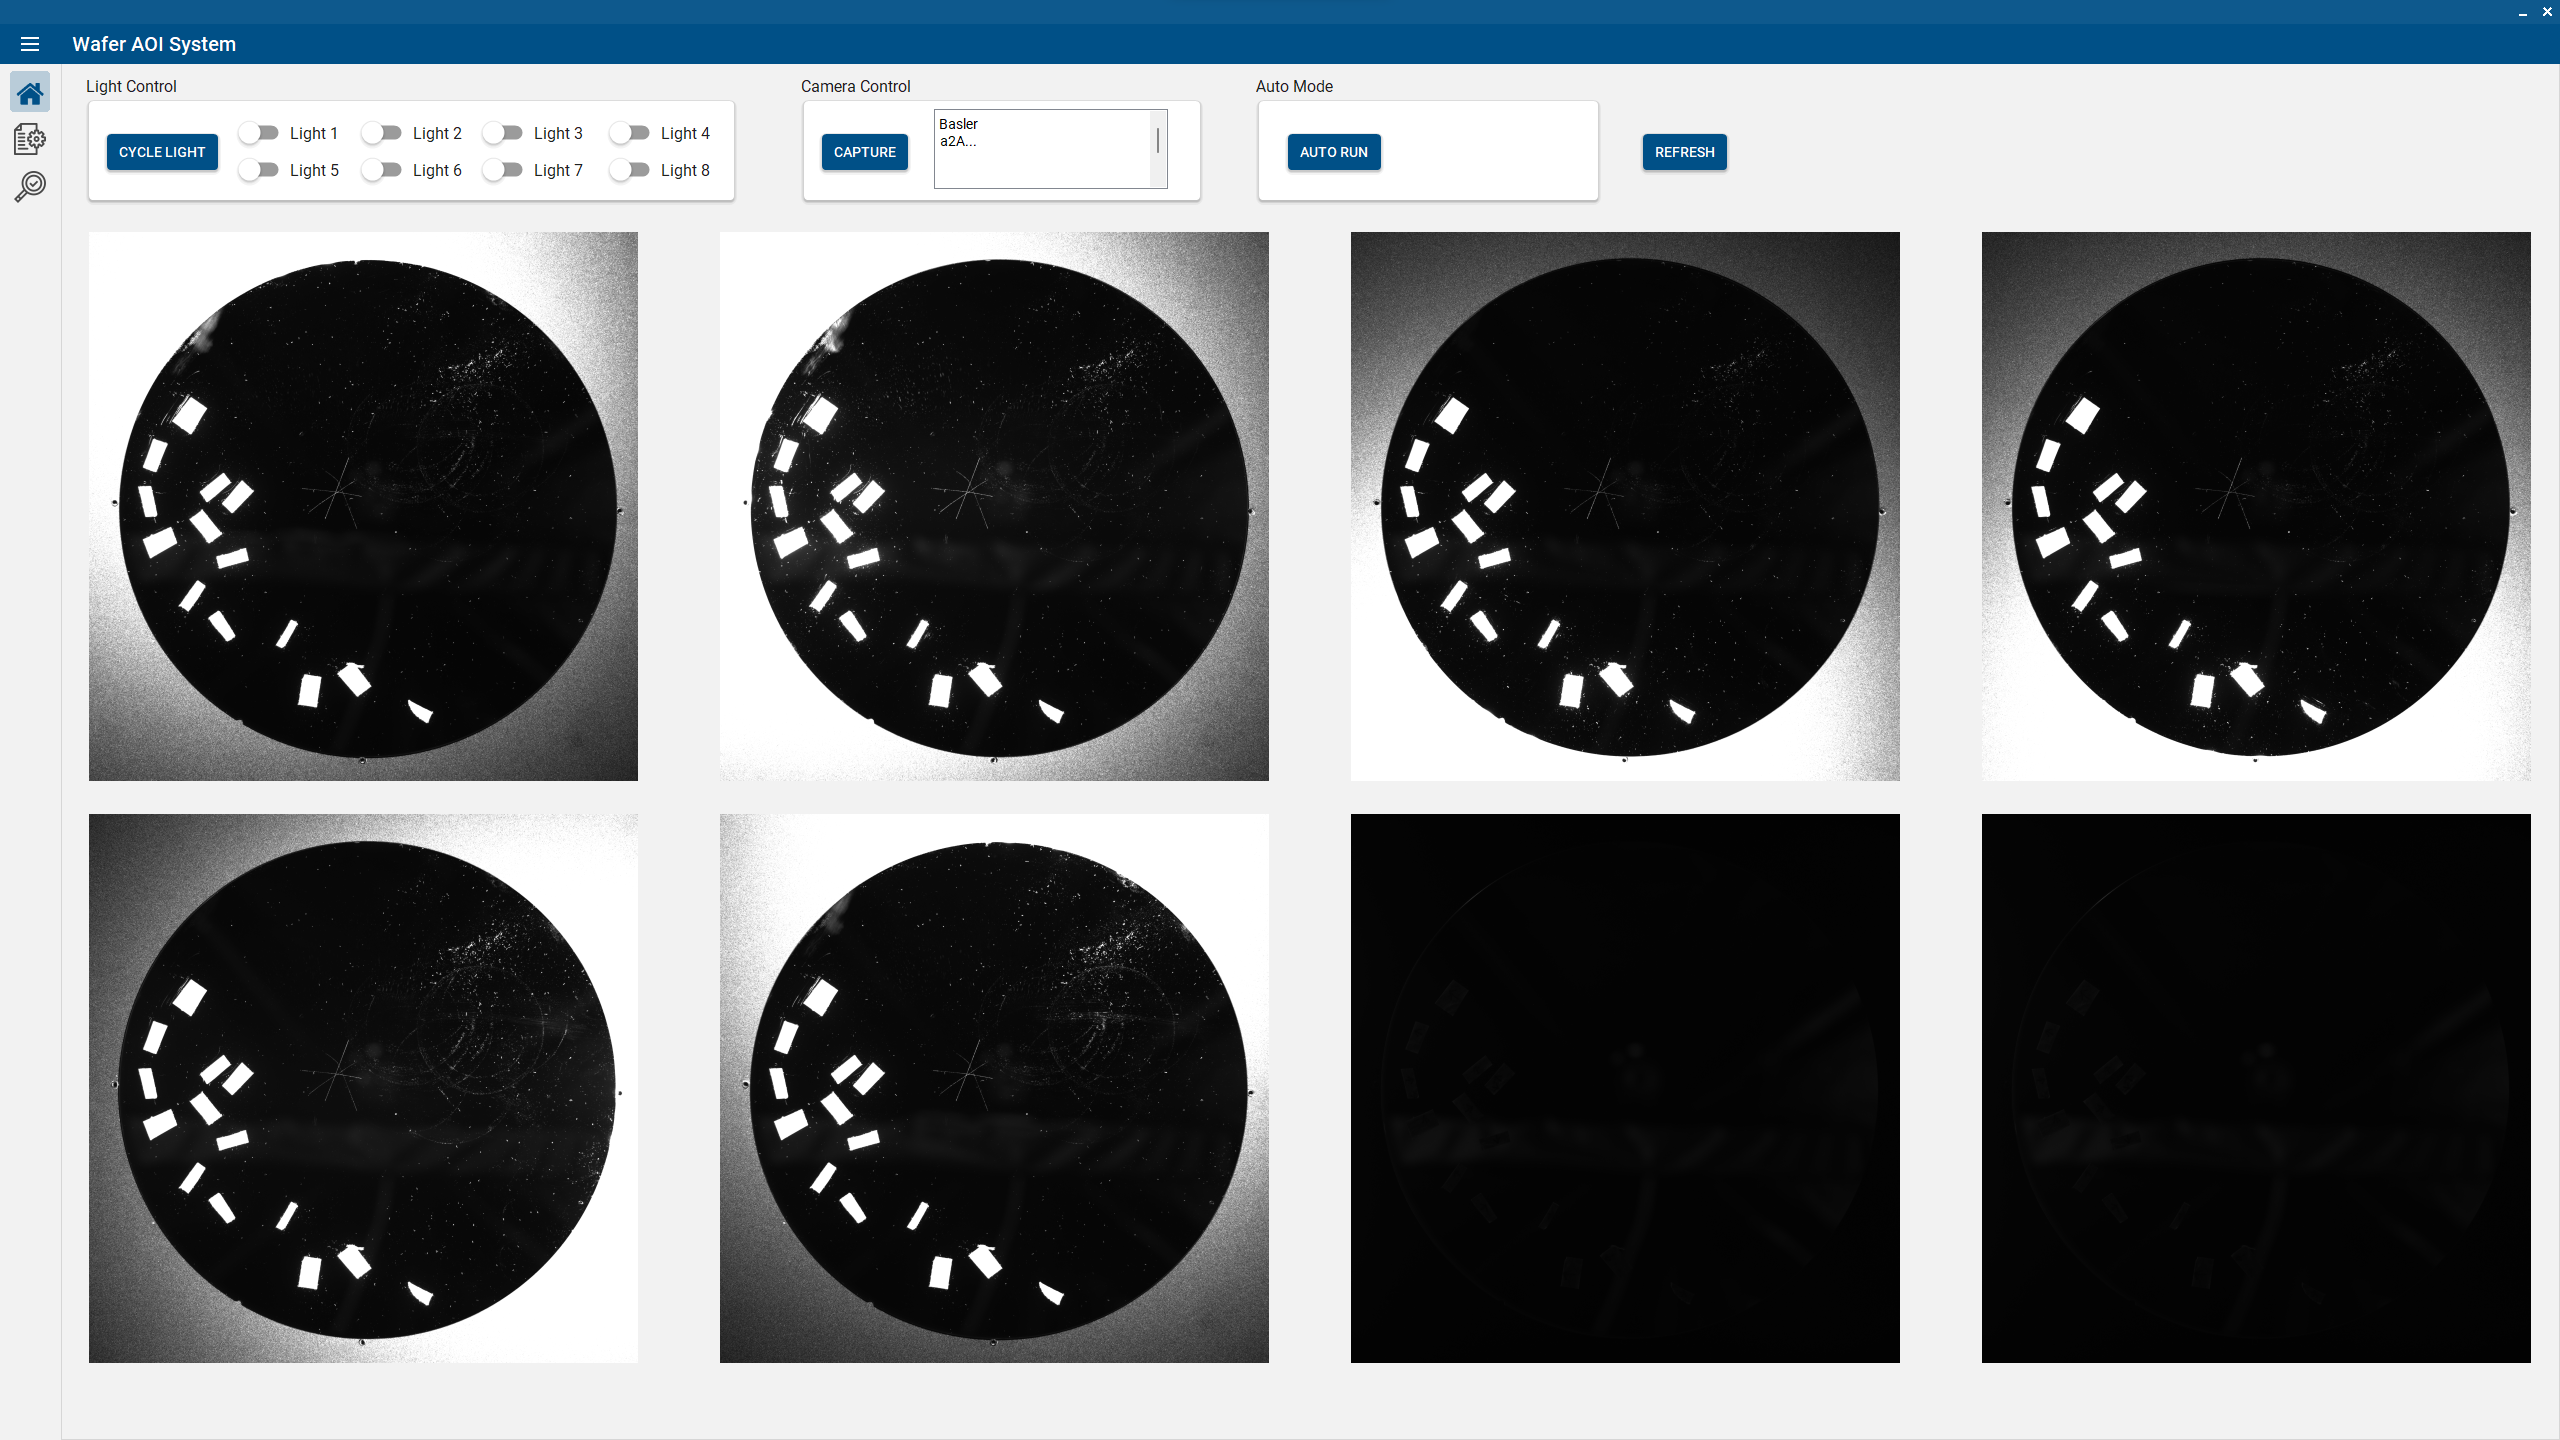 Wafer AOI System
Light Control
Camera Control
Auto Mode
CYCLE LIGHT
Light 1
Light 2
Light 3
Light 4
Light 5
Light 6
Light 7
Light 8
CAPTURE
Basler
a2A...
AUTO RUN
REFRESH